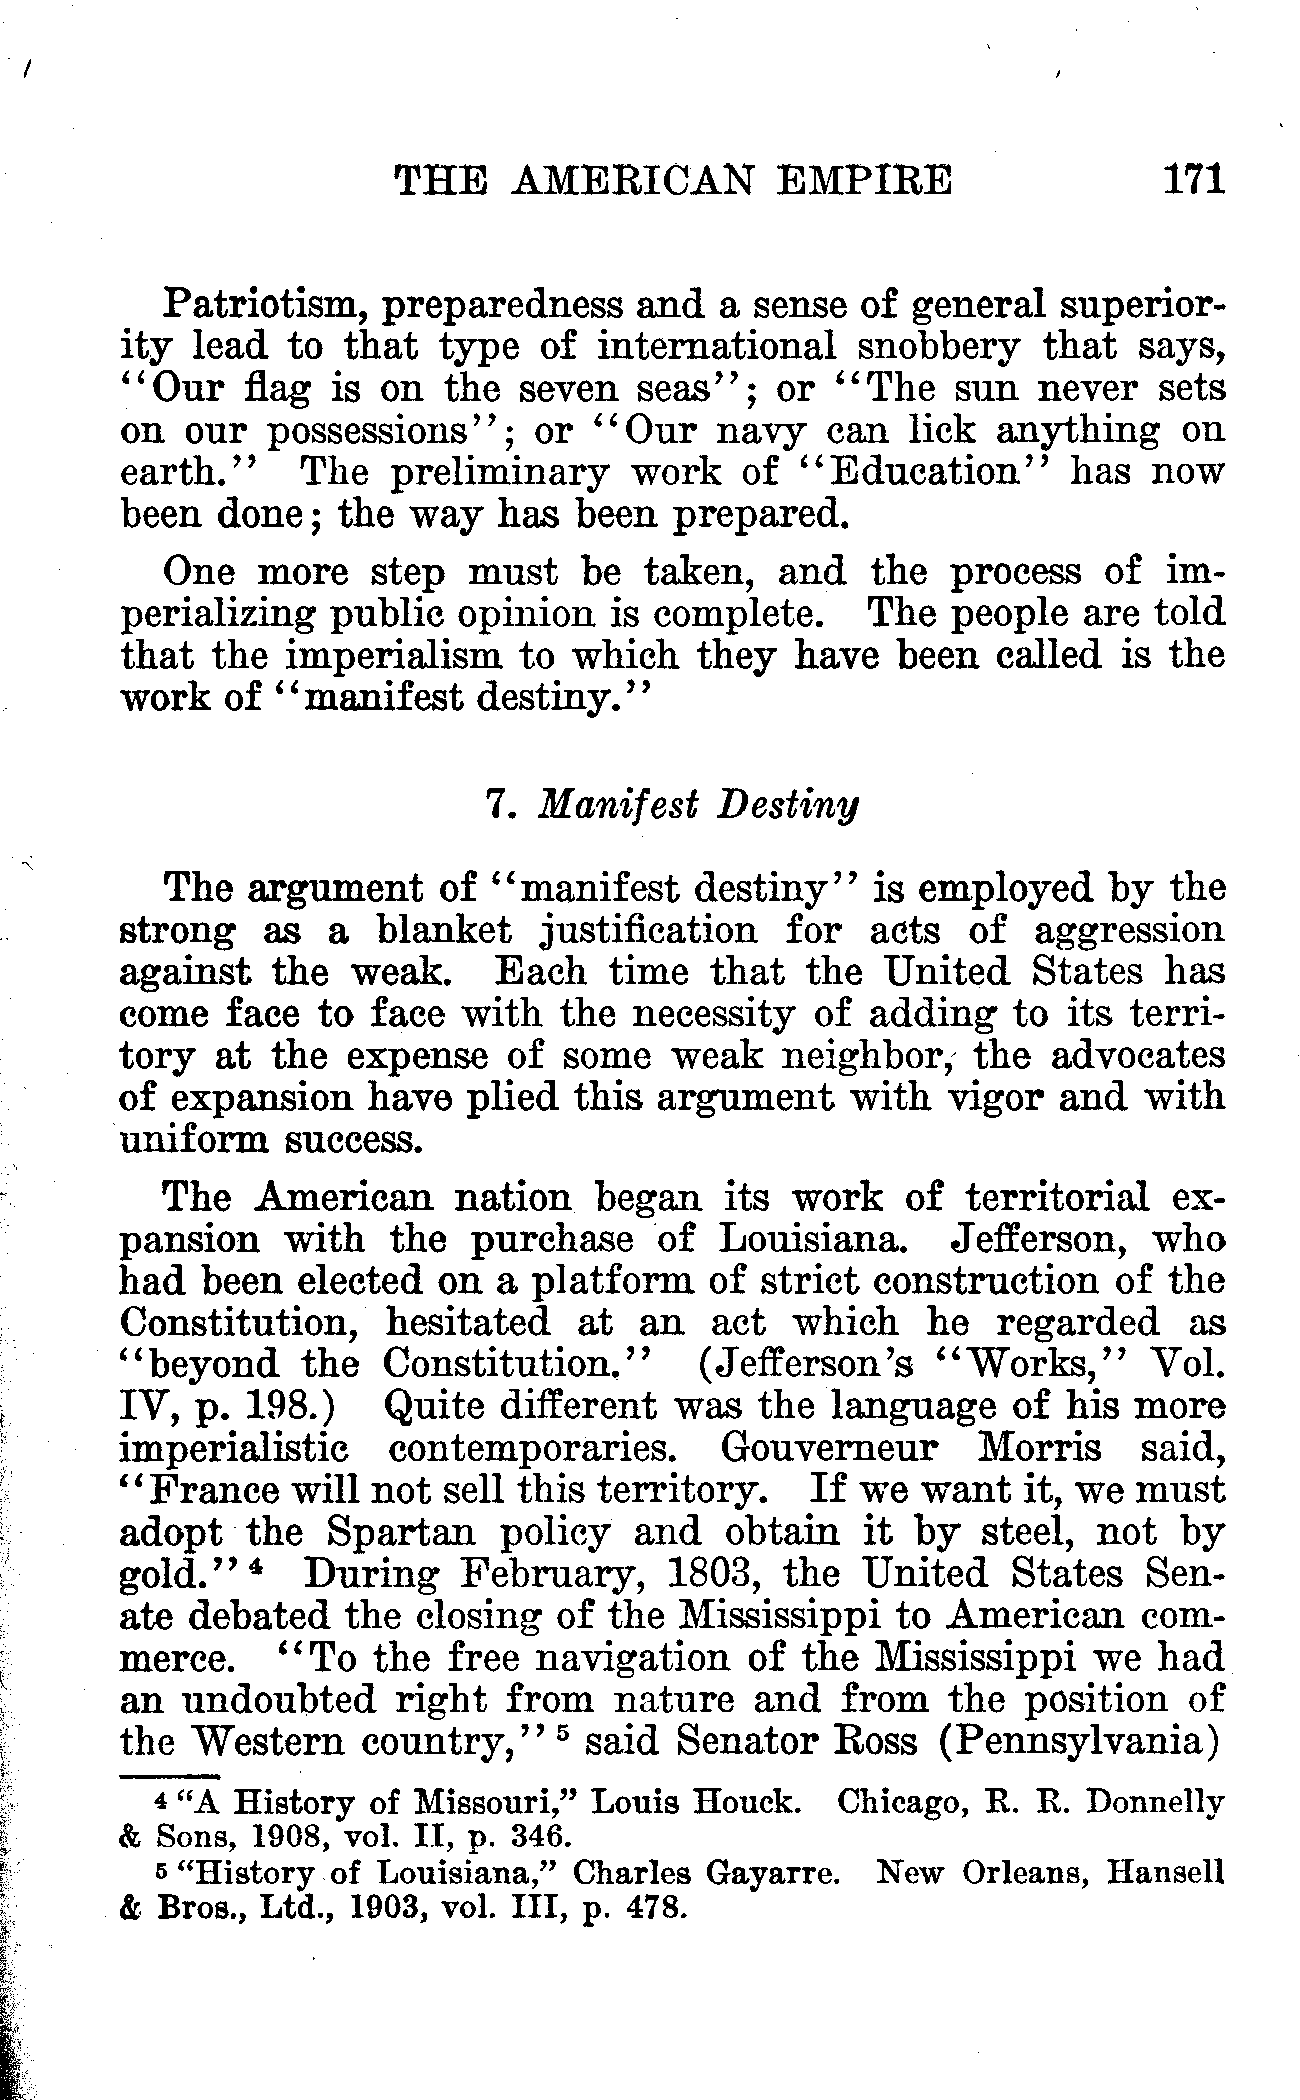 THE AMERICAN EMPIRE 171
Patriotism, preparedness and a sense of general superior-
ity lead to that type of international snobbery that says,
"Our flag is on the seven seas"; or "The sun never sets
on our possessions"; or "Our navy can lick anything on
earth." The preliminary work of "Education" has now
been done; the way has been prepared.
One more step must be taken, and the process of im-
perializing public opinion is complete. The people are told
that the imperialism to which they have been called is the
work of "manifest destiny."
7. Manifest Destiny
The argument of "manifest destiny" is employed by the
strong as a blanket justification for acts of aggression
against the weak. Each time that the United States has
come face to face with the necessity of adding to its terri-
tory at the expense of some weak neighbor, the advocates
of expansion have plied this argument with vigor and with
uniform success.
The American nation began its work of territorial ex-
pansion with the purchase of Louisiana. Jefferson, who
had been elected on a platform of strict construction of the
Constitution, hesitated at an act which he regarded as
"beyond the Constitution." (Jefferson's "Works," Vol.
IV, p. 198.) Quite different was the language of his more
imperialistic contemporaries. Gouverneur Morris said,
"France will not sell this territory. If we want it, we must
adopt the Spartan policy and obtain it by steel, not by
gold." 4 During February, 1803, the United States Sen-
ate debated the closing of the Mississippi to American com-
merce. "To the free navigation of the Mississippi we had
an undoubted right from nature and from the position of
the Western country," 5 said Senator Ross (Pennsylvania)
4 "A History of Missouri," Louis Houck. Chicago, R. R. Donnelly
& Sons, 1908, vol. II, p. 346.
5 "History of Louisiana," Charles Gayarre. New Orleans, Hansell
& Bros., Ltd., 1903, vol. III, p. 478.